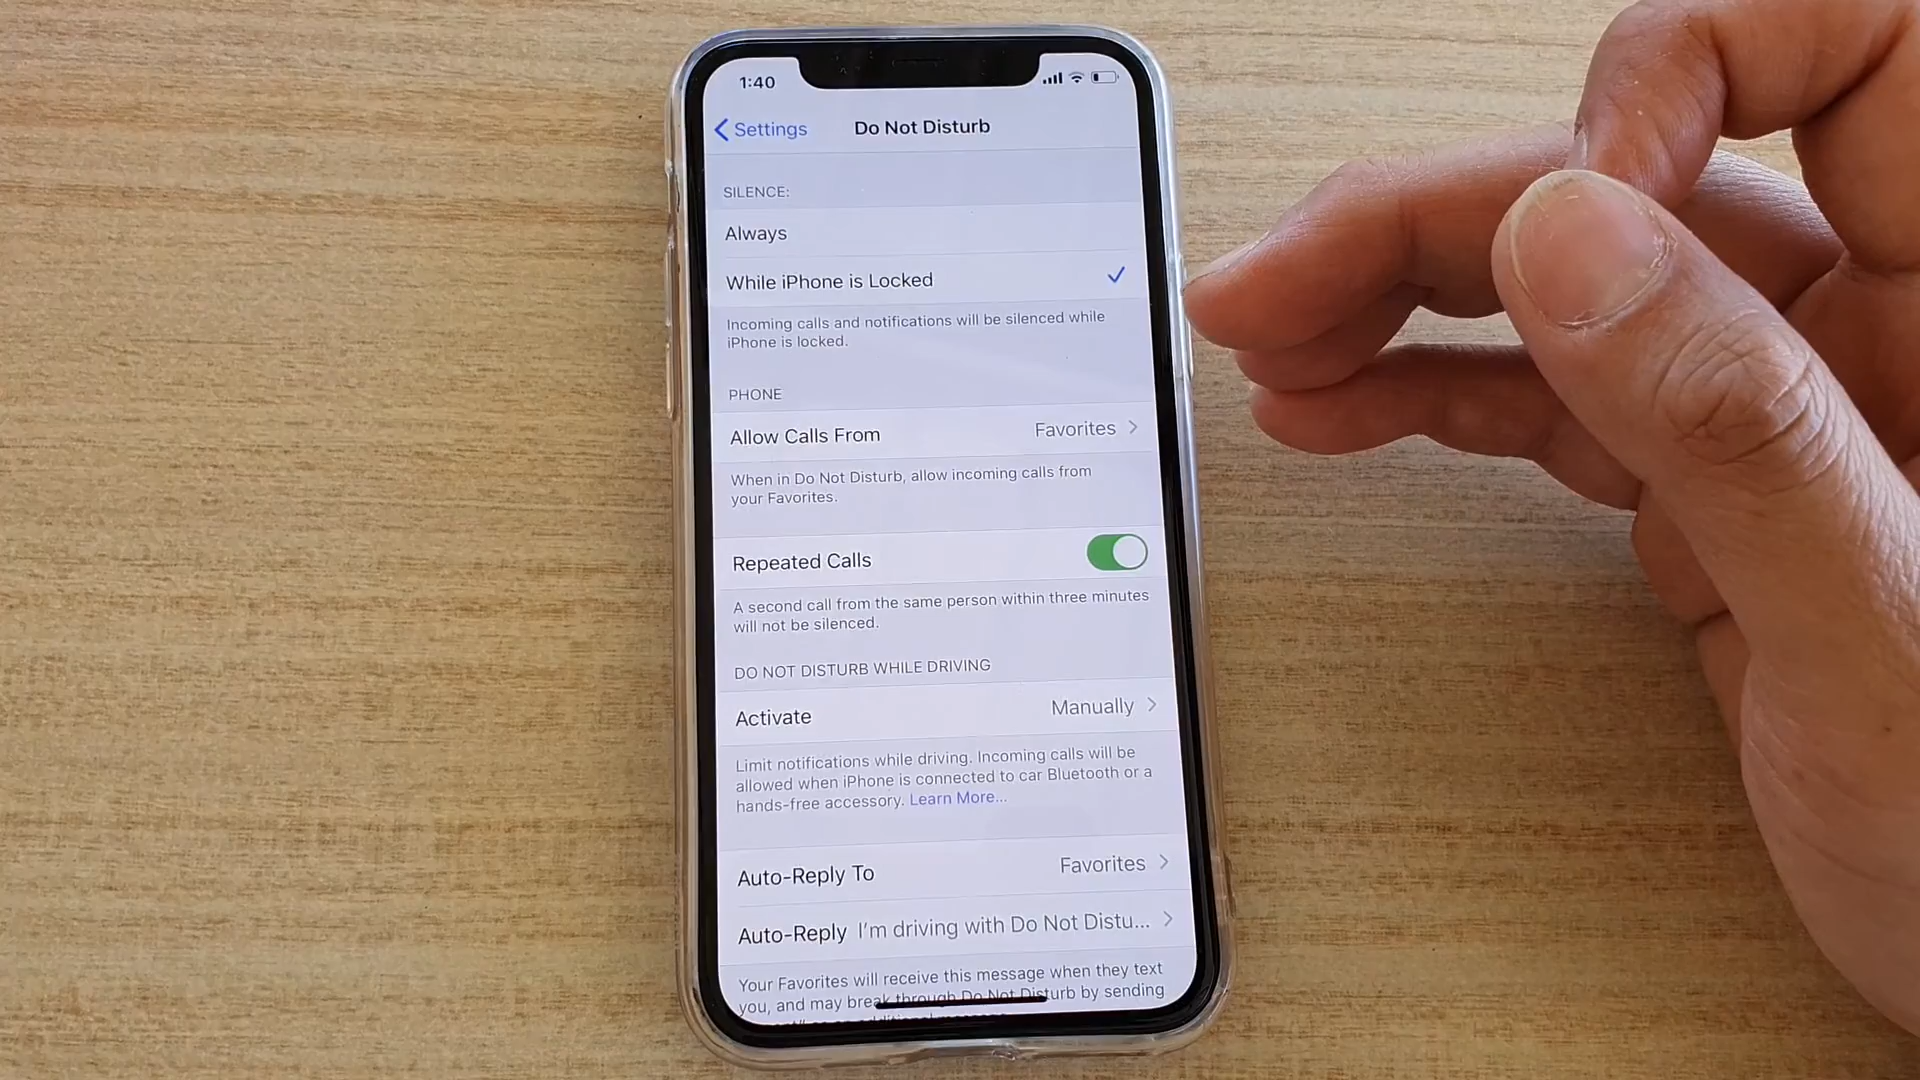 1:40
Settings
Do Not Disturb
SILENCE:
Always
While iPhone is Locked
Incoming calls and notifications will be silenced while
iPhone is locked.
PHONE
Allow Calls From Favorites
When in Do Not Disturb, allow incoming calls from
your Favorites.
Repeated Calls
A second call from the same person within three minutes
will not be silenced.
DO NOT DISTURB WHILE DRIVING
Activate Manually
Limit notifications while driving. Incoming calls will be
allowed when iPhone is connected to car Bluetooth or a
hands-free accessory. Learn More...
Auto-Reply To Favorites
Auto-Reply I'm driving with Do Not Distu...
Your Favorites will receive this message when they text
you, and may break through Do Not Disturb by sending